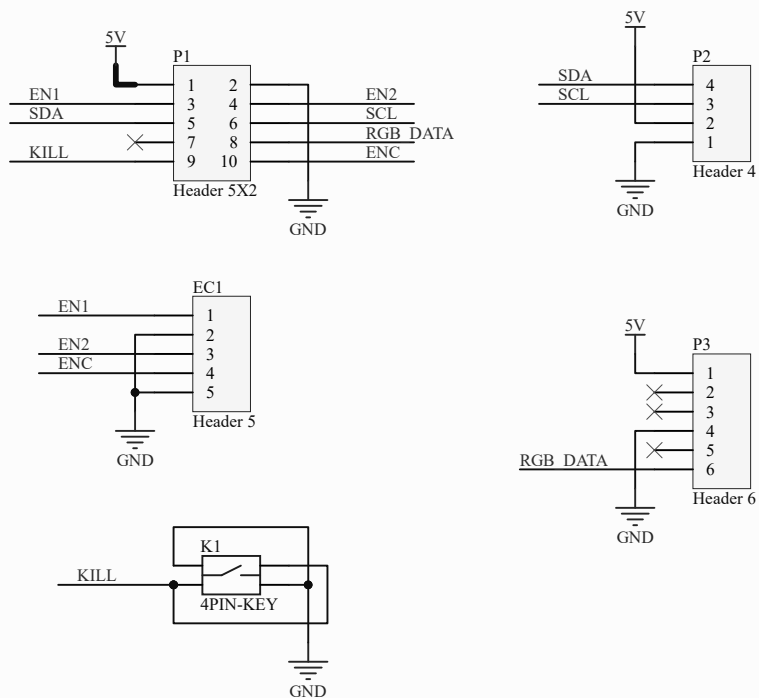 5V
P1
1 2
EN1 3 4 EN2
SDA 5 6 SCL
7 8 RGB_DATA
KILL 9 10 ENC
Header 5X2
GND
5V
P2
SDA 4
SCL 3
2
1
Header 4
GND
EC1
EN1 1
2
EN2 3
ENC 4
5
Header 5
GND
5V
P3
1
2
3
4
5
RGB_DATA 6
Header 6
GND
K1
KILL
4PIN-KEY
GND